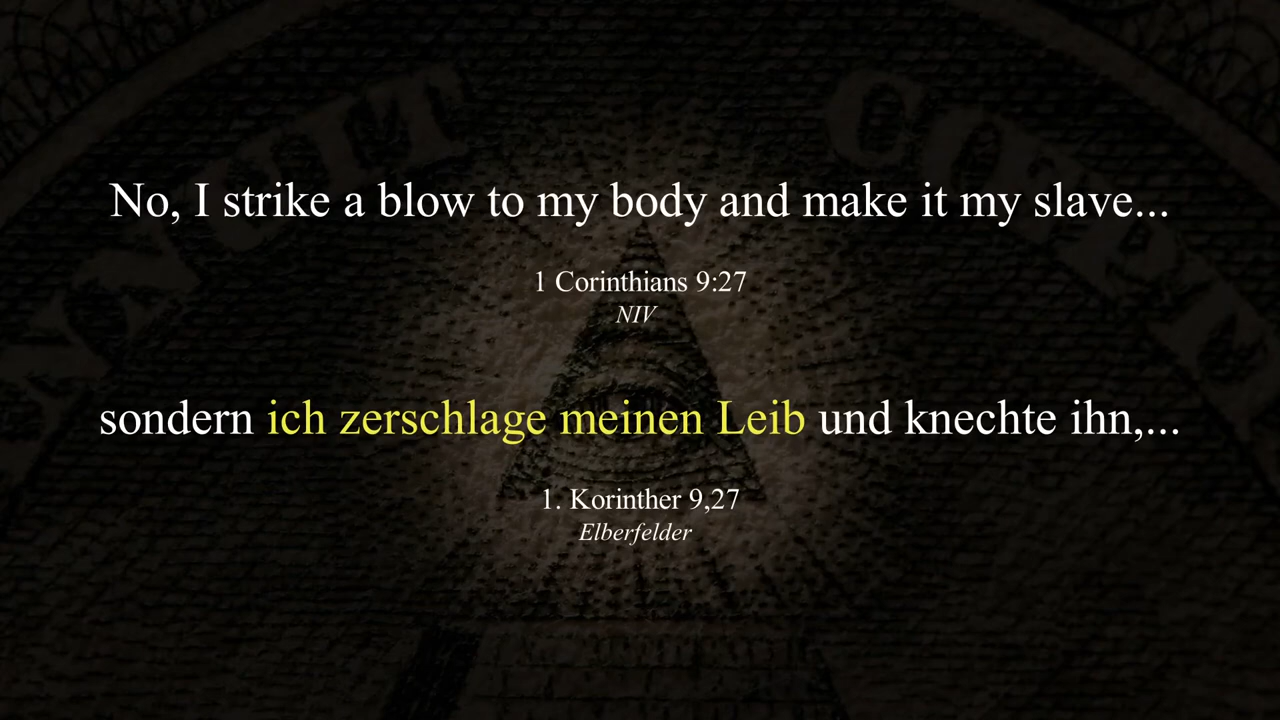 No, I strike a blow to my body and make it my slave...
1 Corinthians 9:27
NIV
sondern ich zerschlage meinen Leib und knechte ihn,...
1. Korinther 9,27
Elberfelder